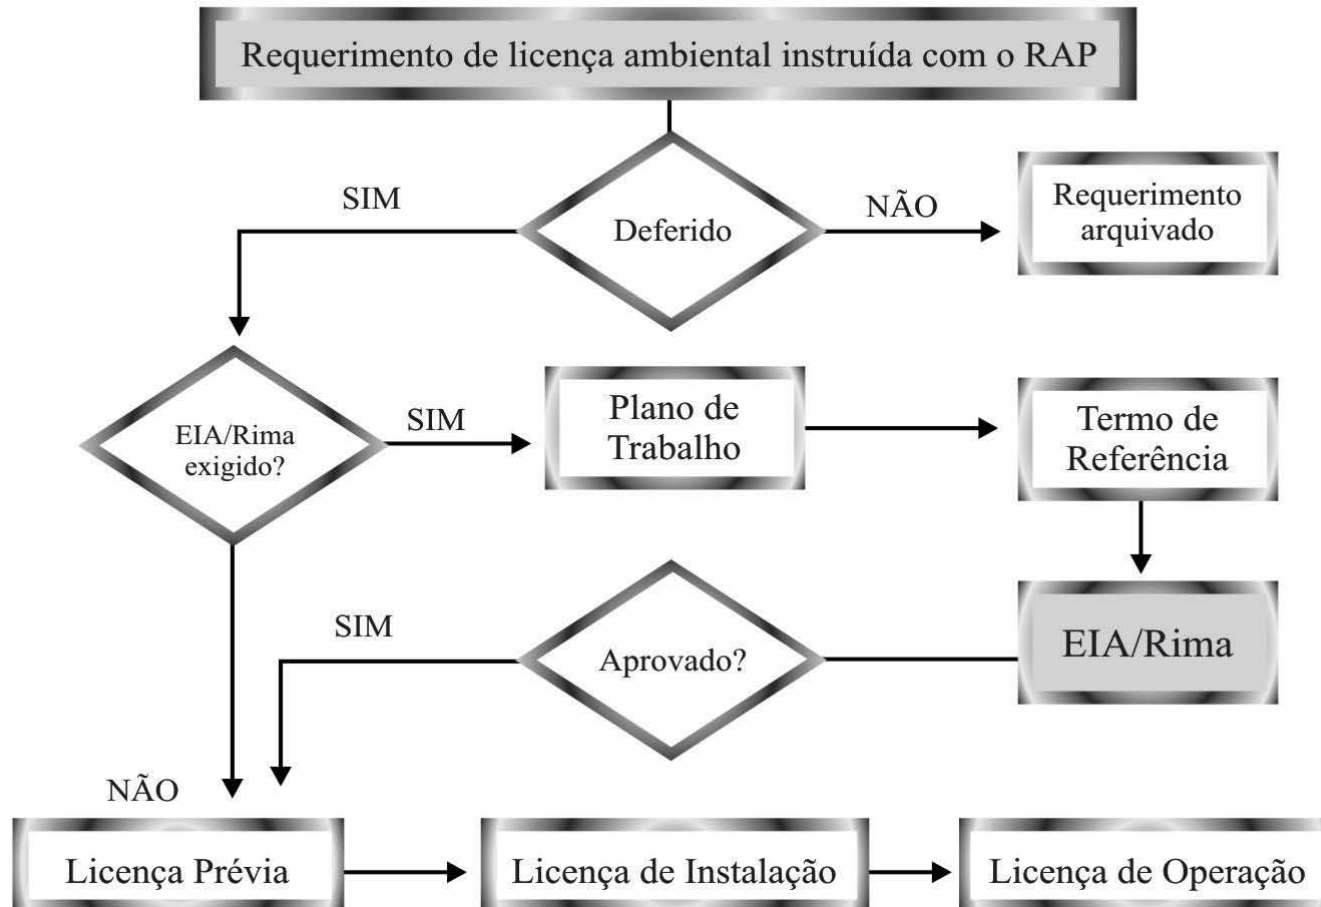 Requerimento de licença ambiental instruída com o RAP
SIM
Deferido
NÃO
Requerimento
arquivado
EIA/Rima
exigido?
SIM
Plano de
Trabalho
Termo de
Referência
SIM
Aprovado?
EIA/Rima
NÃO
Licença Prévia
Licença de Instalação
Licença de Operação